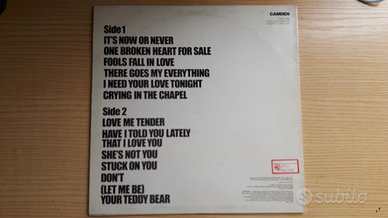 CAMDEN
Side 1
IT'S NOW OR NEVER
ONE BROKEN HEART FOR SALE
FOOLS FALL IN LOVE
THERE GOES MY EVERYTHING
I NEED YOUR LOVE TONIGHT
CRYING IN THE CHAPEL
Side 2
LOVE ME TENDER
HAVE I TOLD YOU LATELY
THAT I LOVE YOU
SHE'S NOT YOU
STUCK ON YOU
DON'T
(LET ME BE)
YOUR TEDDY BEAR
subito